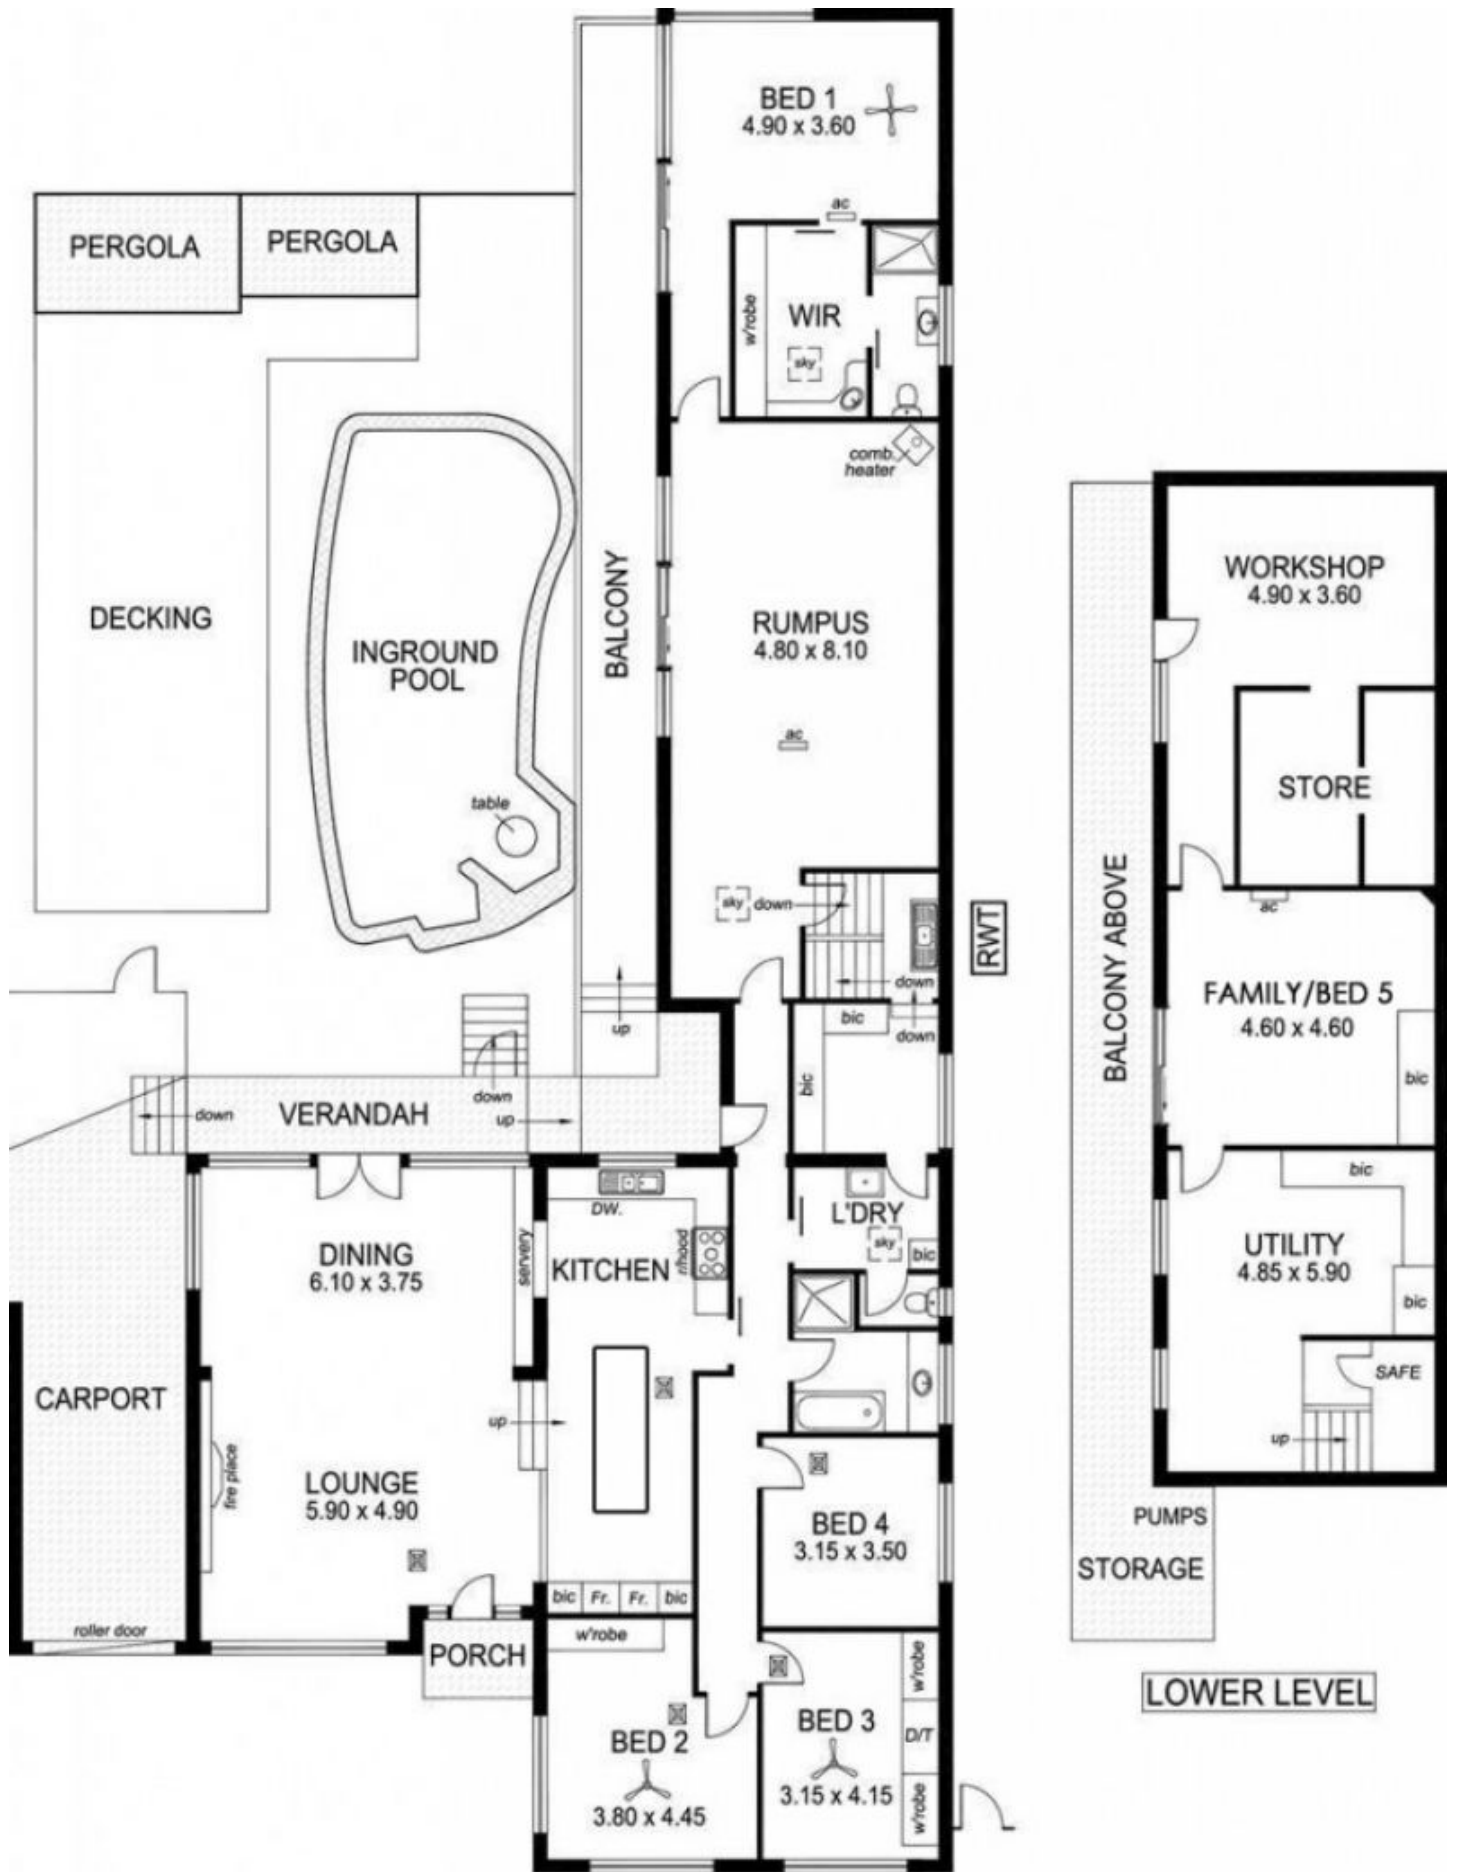 BED 1
4.90 x 3.60
ac
PERGOLA
PERGOLA
w'robe
WIR
sky
comb.
heater
BALCONY
DECKING
INGROUND
POOL
RUMPUS
4.80 x 8.10
ac
table
sky
down
down
RWT
up
bic
down
bic
down
VERANDAH
down
up
DW.
L'DRY
sky
bic
DINING
6.10 x 3.75
servery
KITCHEN
r/hood
CARPORT
up
fire place
LOUNGE
5.90 x 4.90
BED 4
3.15 x 3.50
bic
Fr.
Fr.
bic
roller door
PORCH
w'robe
w'robe
BED 2
3.80 x 4.45
BED 3
3.15 x 4.15
D/T
w'robe
WORKSHOP
4.90 x 3.60
STORE
BALCONY ABOVE
ac
FAMILY/BED 5
4.60 x 4.60
bic
bic
UTILITY
4.85 x 5.90
bic
SAFE
up
PUMPS
STORAGE
LOWER LEVEL